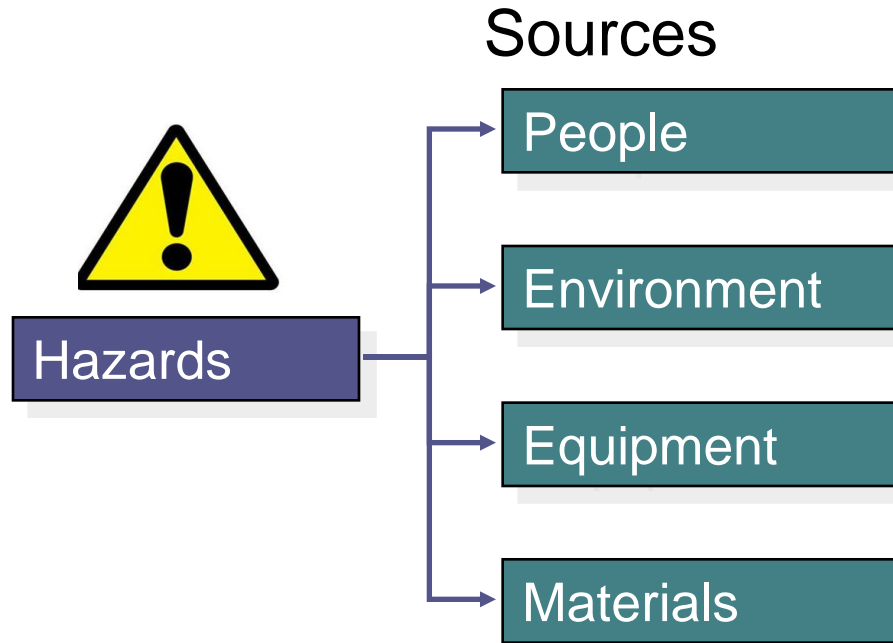 Sources
People
Environment
Hazards
Equipment
Materials